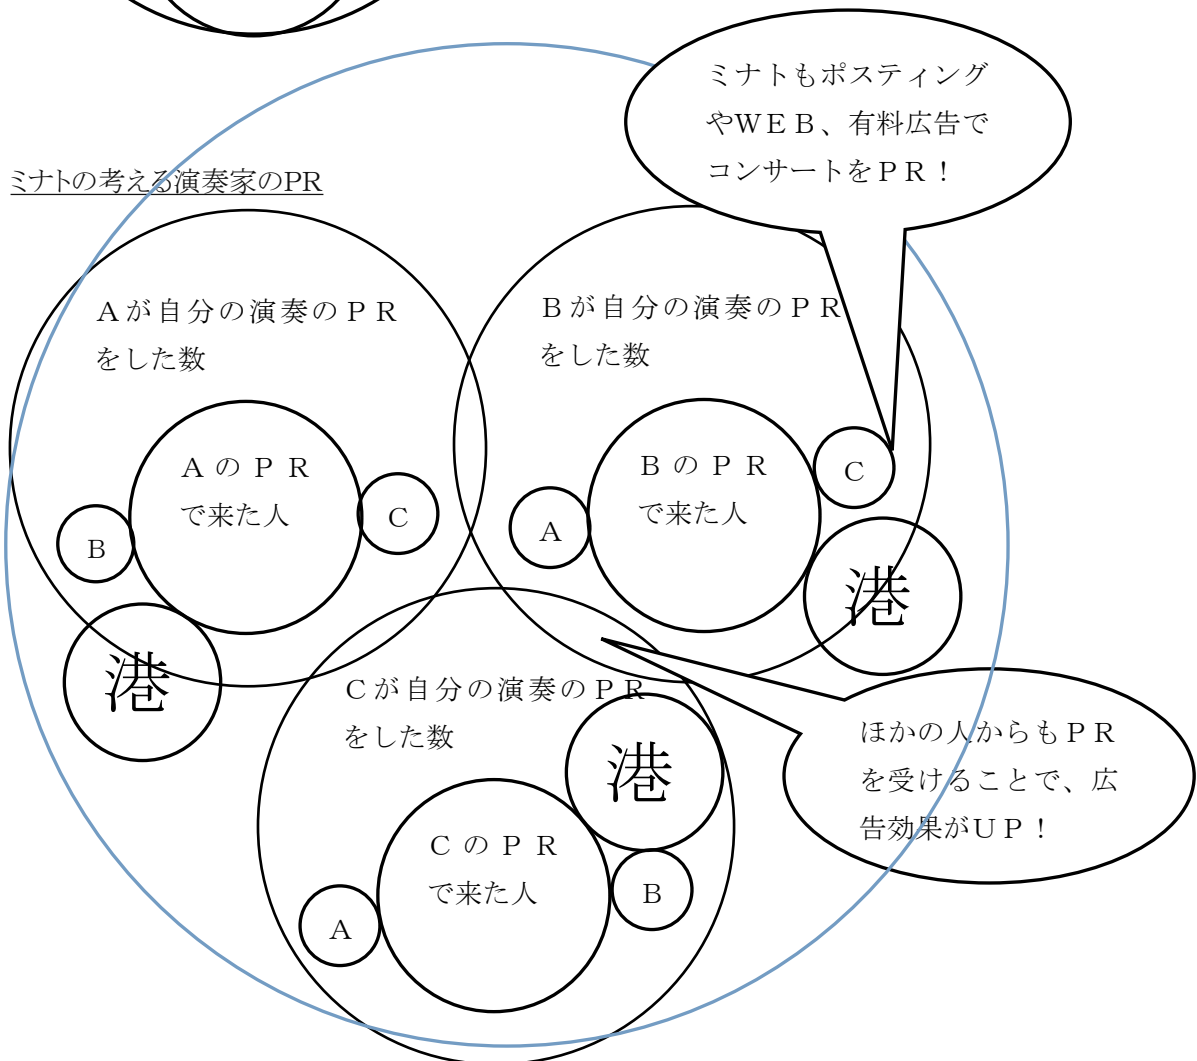 ミナトもポスティング
やWEB、有料広告で
コンサートをPR！
ミナトの考える演奏家のPR
Aが自分の演奏のPR
をした数
Bが自分の演奏のPR
をした数
AのPR
で来た人
B
C
港
BのPR
で来た人
A
C
港
Cが自分の演奏のPR
をした数
港
CのPR
で来た人
A
B
ほかの人からもPR
を受けることで、広
告効果がUP！